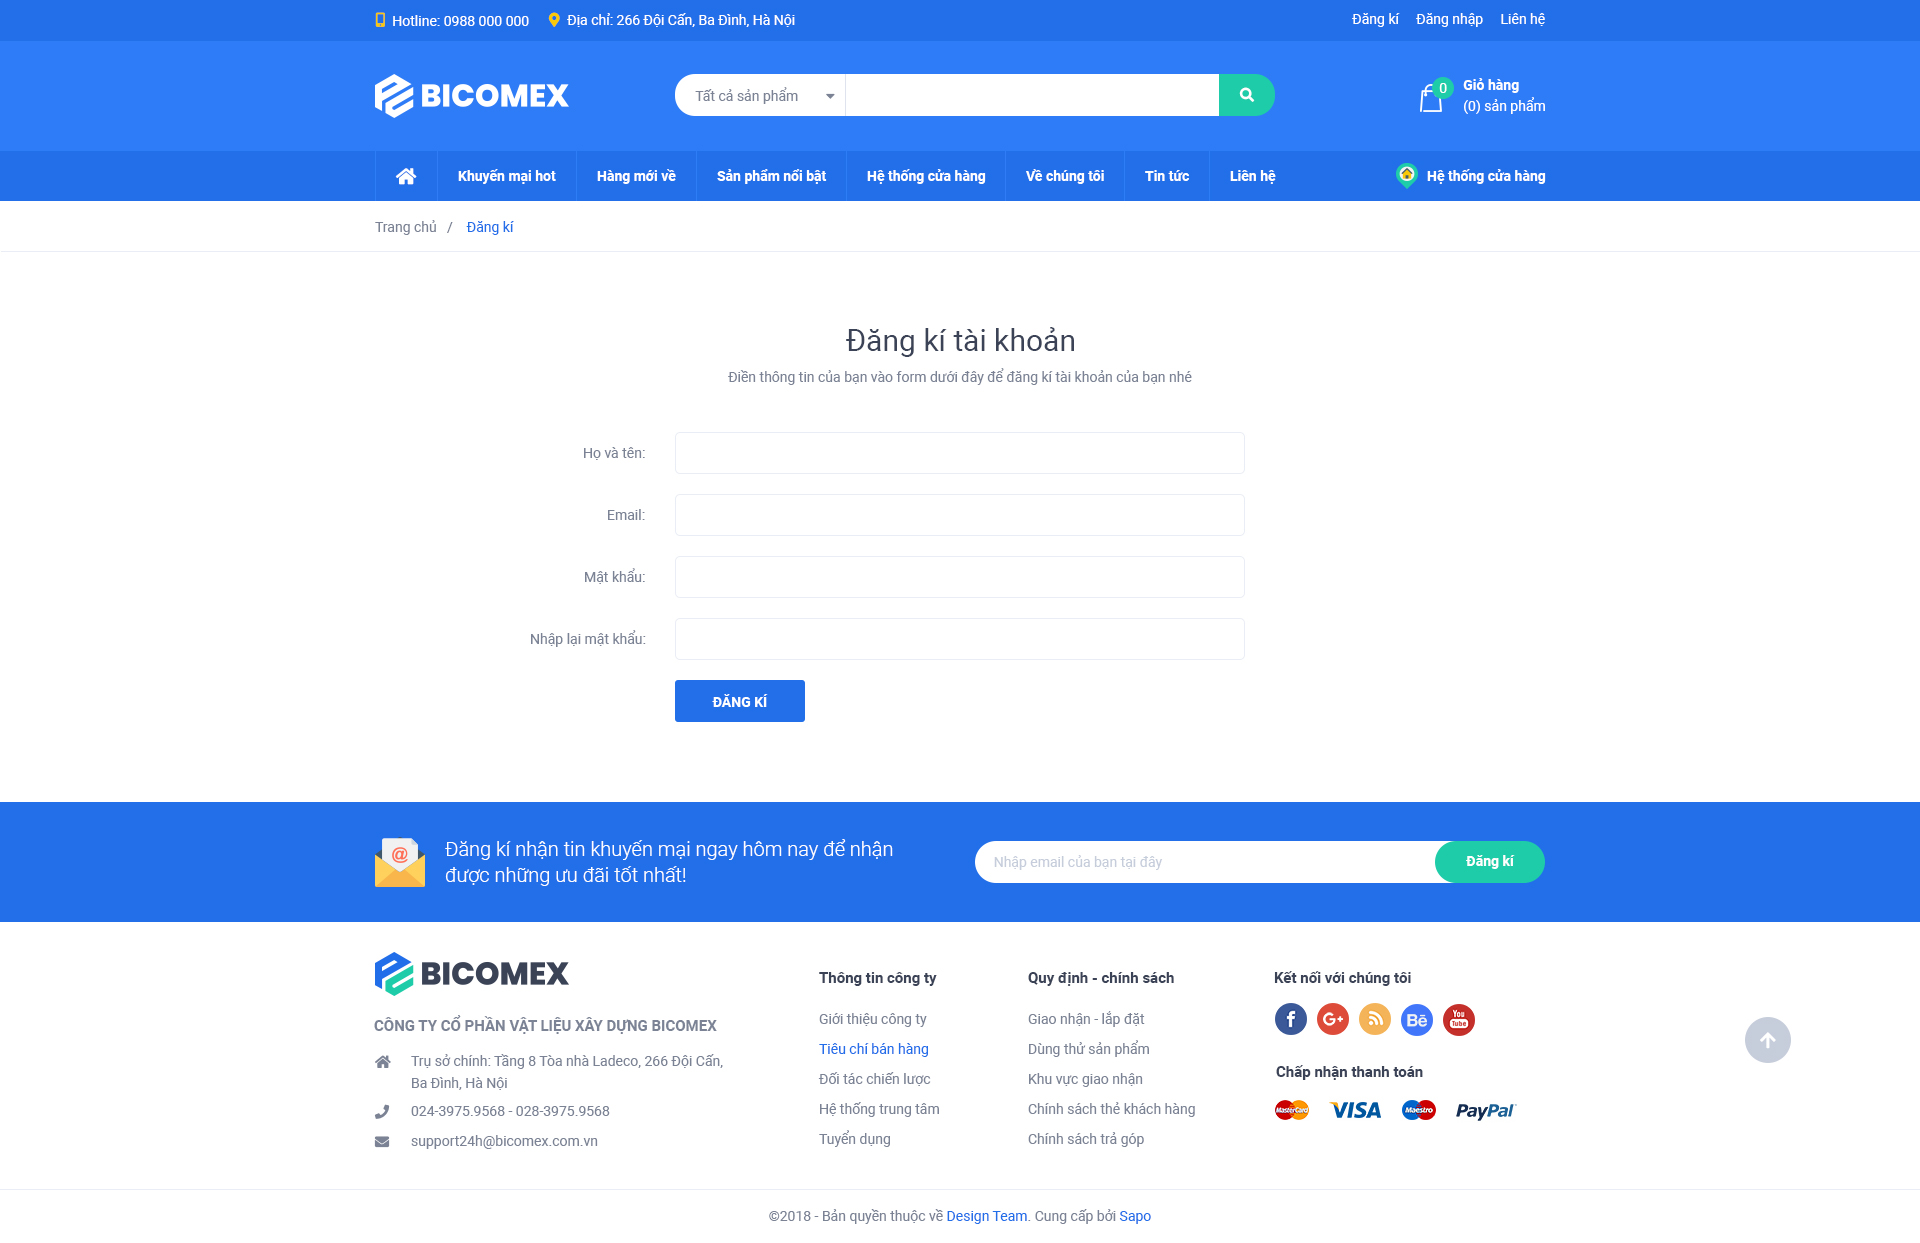 Hotline: 0988 000 000
Địa chỉ: 266 Đội Cấn, Ba Đình, Hà Nội
Đăng kí
Đăng nhập
Liên hệ
BICOMEX
Tất cả sản phẩm
0
Giỏ hàng
(0) sản phẩm
Khuyến mại hot
Hàng mới về
Sản phẩm nổi bật
Hệ thống cửa hàng
Về chúng tôi
Tin tức
Liên hệ
Hệ thống cửa hàng
Trang chủ / Đăng kí
Đăng kí tài khoản
Điền thông tin của bạn vào form dưới đây để đăng kí tài khoản của bạn nhé
Họ và tên:
Email:
Mật khẩu:
Nhập lại mật khẩu:
ĐĂNG KÍ
@
Đăng kí nhận tin khuyến mại ngay hôm nay để nhận
được những ưu đãi tốt nhất!
Nhập email của bạn tại đây
Đăng kí
BICOMEX
CÔNG TY CỔ PHẦN VẬT LIỆU XÂY DỰNG BICOMEX
Trụ sở chính: Tầng 8 Tòa nhà Ladeco, 266 Đội Cấn,
Ba Đình, Hà Nội
024-3975.9568 - 028-3975.9568
support24h@bicomex.com.vn
Thông tin công ty
Giới thiệu công ty
Tiêu chí bán hàng
Đối tác chiến lược
Hệ thống trung tâm
Tuyển dụng
Quy định - chính sách
Giao nhận - lắp đặt
Dùng thử sản phẩm
Khu vực giao nhận
Chính sách thẻ khách hàng
Chính sách trả góp
Kết nối với chúng tôi
f
G+
Bē
You
Tube
Chấp nhận thanh toán
MasterCard
VISA
Maestro
PayPal
©2018 - Bản quyền thuộc về Design Team. Cung cấp bởi Sapo